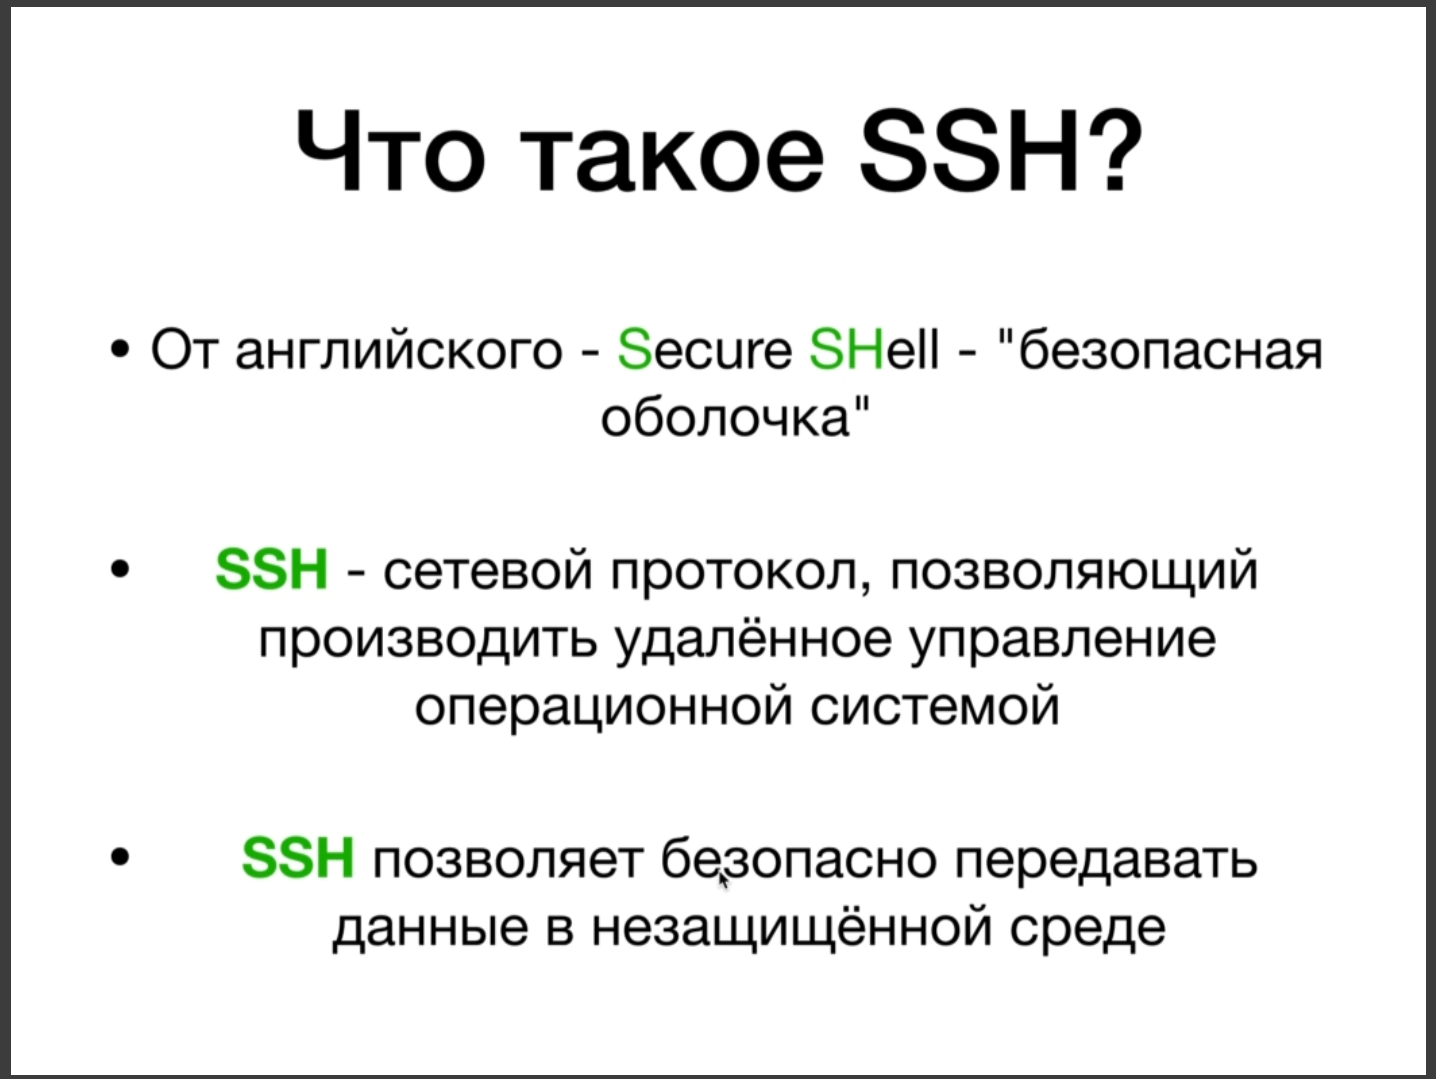 Что такое SSH?
• От английского - Secure SHell - "безопасная
оболочка"
• SSH - сетевой протокол, позволяющий
производить удалённое управление
операционной системой
• SSH позволяет безопасно передавать
данные в незащищённой среде